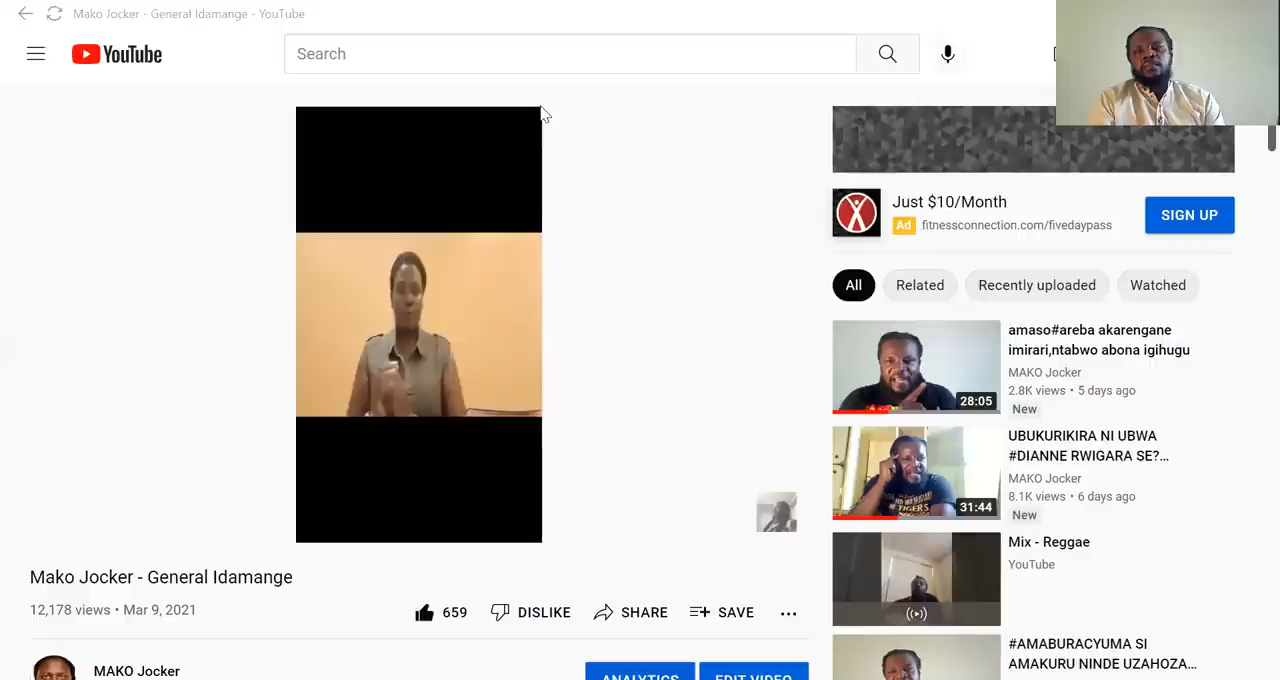 Mako Jocker - General Idamange - YouTube
YouTube
Search
Just $10/Month
Ad fitnessconnection.com/fivedaypass
SIGN UP
All Related Recently uploaded Watched
amaso#areba akarengane
imirari,ntabwo abona igihugu
MAKO Jocker
2.8K views • 5 days ago
New
28:05
UBUKURIKIRA NI UBWA
#DIANNE RWIGARA SE?...
MAKO Jocker
8.1K views • 6 days ago
New
31:44
Mix - Reggae
YouTube
#AMABURACYUMA SI
AMAKURU NINDE UZAHOZA...
Mako Jocker - General Idamange
12,178 views • Mar 9, 2021
659 DISLIKE SHARE SAVE
MAKO Jocker
ANALYTICS EDIT VIDEO